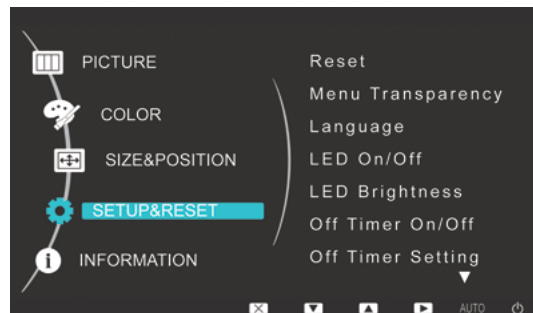 PICTURE
COLOR
SIZE&POSITION
SETUP&RESET
INFORMATION
Reset
Menu Transparency
Language
LED On/Off
LED Brightness
Off Timer On/Off
Off Timer Setting
AUTO